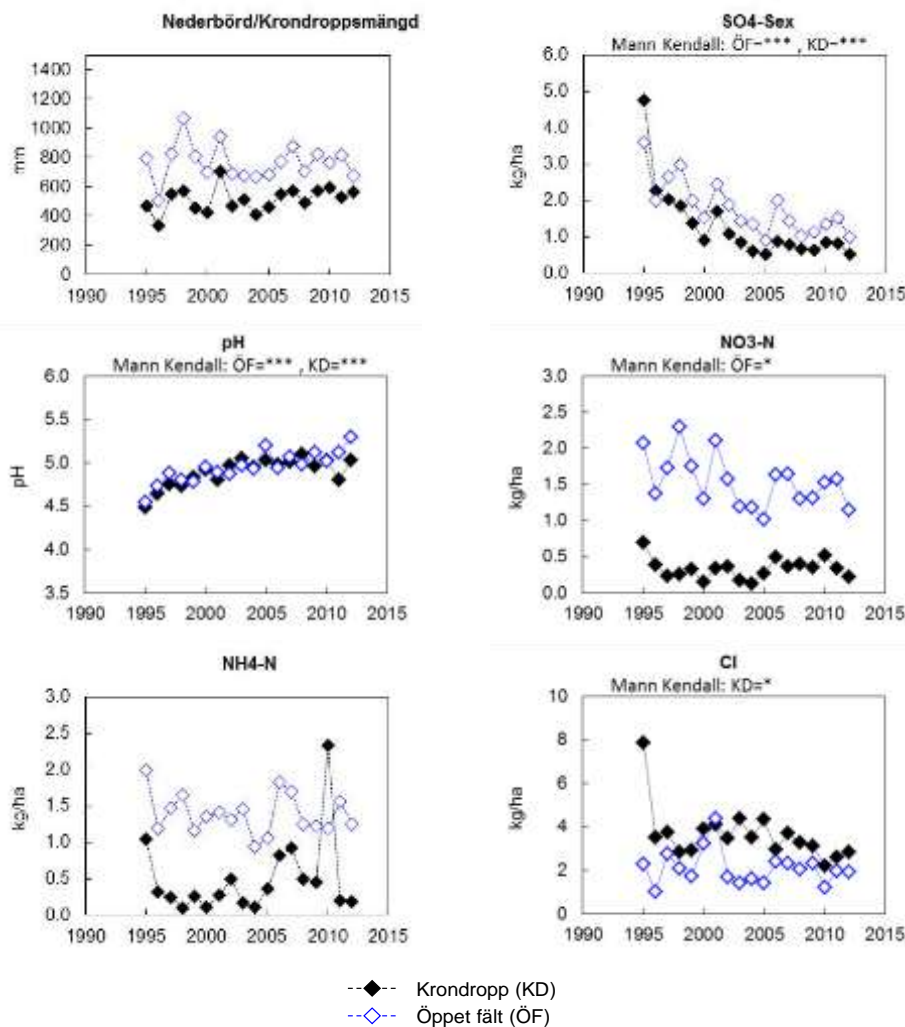 Nederbörd/Krondroppsmängd
1400
1200
1000
800
600
400
200
0
mm
1990 1995 2000 2005 2010 2015
SO4-Sex
Mann Kendall: ÖF=*** , KD=***
6.0
5.0
4.0
3.0
2.0
1.0
0.0
kg/ha
1990 1995 2000 2005 2010 2015
pH
Mann Kendall: ÖF=*** , KD=***
6.0
5.5
5.0
4.5
4.0
3.5
pH
1990 1995 2000 2005 2010 2015
NO3-N
Mann Kendall: ÖF=*
3.0
2.5
2.0
1.5
1.0
0.5
0.0
kg/ha
1990 1995 2000 2005 2010 2015
NH4-N
3.0
2.5
2.0
1.5
1.0
0.5
0.0
kg/ha
1990 1995 2000 2005 2010 2015
Cl
Mann Kendall: KD=*
10
8
6
4
2
0
kg/ha
1990 1995 2000 2005 2010 2015
Krondropp (KD)
Öppet fält (ÖF)